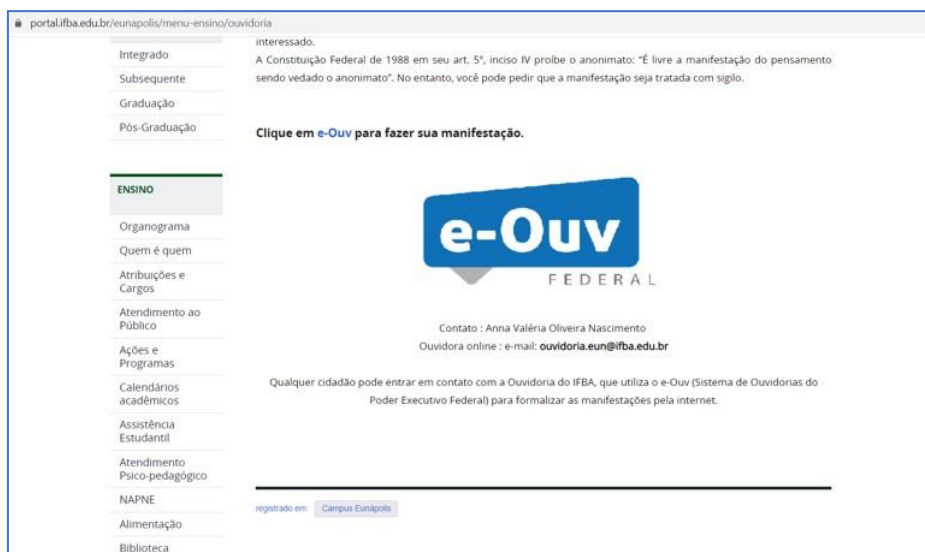 portal.ifba.edu.br/eunapolis/menu-ensino/ouvidoria
Integrado
Subsequente
Graduação
Pós-Graduação
ENSINO
Organograma
Quem é quem
Atribuições e
Cargos
Atendimento ao
Público
Ações e
Programas
Calendários
acadêmicos
Assistência
Estudantil
Atendimento
Psico-pedagógico
NAPNE
Alimentação
Biblioteca
interessado.
A Constituição Federal de 1988 em seu art. 5º, inciso IV proíbe o anonimato: “É livre a manifestação do pensamento
sendo vedado o anonimato”. No entanto, você pode pedir que a manifestação seja tratada com sigilo.
Clique em e-Ouv para fazer sua manifestação.
e-Ouv
FEDERAL
Contato : Anna Valéria Oliveira Nascimento
Ouvidora online : e-mail: ouvidoria.eun@ifba.edu.br
Qualquer cidadão pode entrar em contato com a Ouvidoria do IFBA, que utiliza o e-Ouv (Sistema de Ouvidorias do
Poder Executivo Federal) para formalizar as manifestações pela internet.
registrado em: Campus Eunápolis